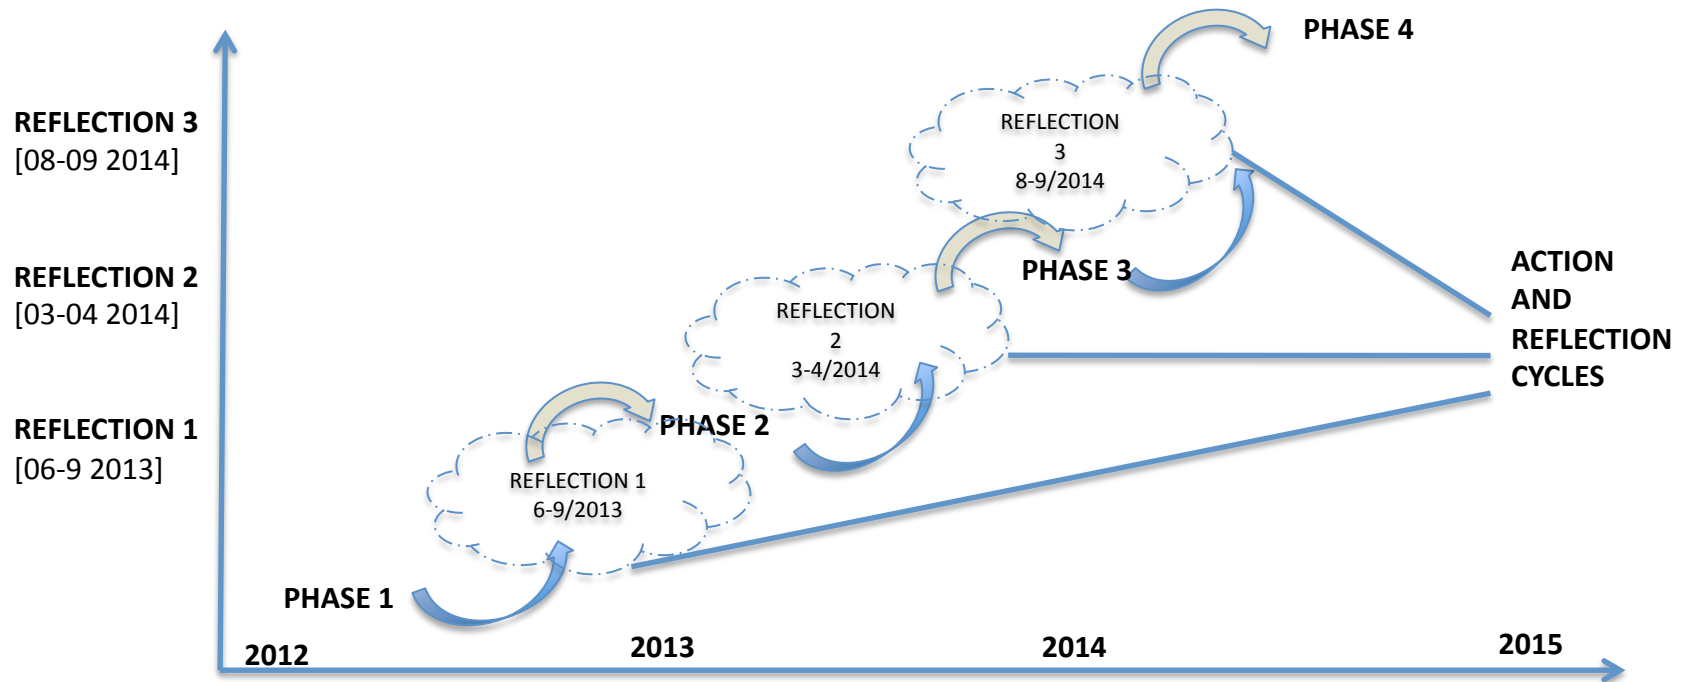 PHASE 4
REFLECTION 3
[08-09 2014]
REFLECTION
3
8-9/2014
REFLECTION 2
[03-04 2014]
PHASE 3
ACTION
AND
REFLECTION
CYCLES
REFLECTION
2
3-4/2014
REFLECTION 1
[06-9 2013]
PHASE 2
REFLECTION 1
6-9/2013
PHASE 1
2012
2013
2014
2015